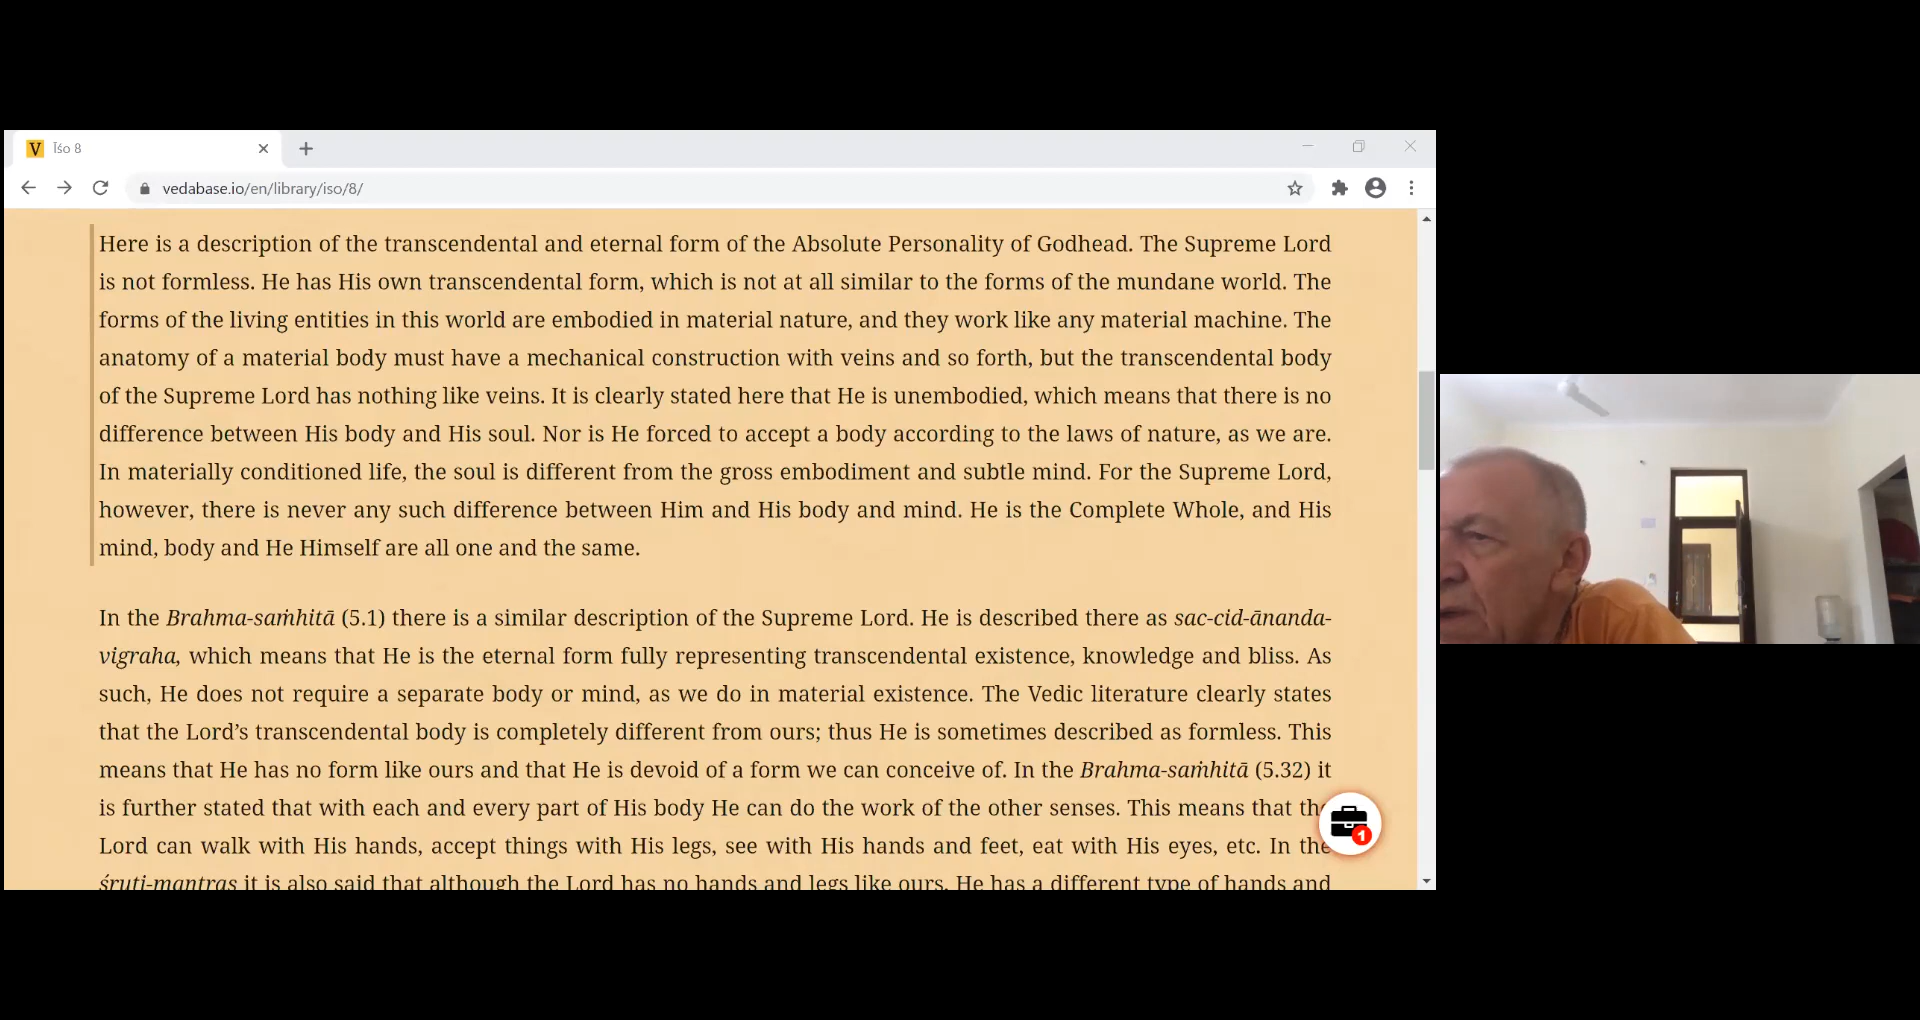 Īśo 8
vedabase.io/en/library/iso/8/
Here is a description of the transcendental and eternal form of the Absolute Personality of Godhead. The Supreme Lord
is not formless. He has His own transcendental form, which is not at all similar to the forms of the mundane world. The
forms of the living entities in this world are embodied in material nature, and they work like any material machine. The
anatomy of a material body must have a mechanical construction with veins and so forth, but the transcendental body
of the Supreme Lord has nothing like veins. It is clearly stated here that He is unembodied, which means that there is no
difference between His body and His soul. Nor is He forced to accept a body according to the laws of nature, as we are.
In materially conditioned life, the soul is different from the gross embodiment and subtle mind. For the Supreme Lord,
however, there is never any such difference between Him and His body and mind. He is the Complete Whole, and His
mind, body and He Himself are all one and the same.
In the Brahma-saṁhitā (5.1) there is a similar description of the Supreme Lord. He is described there as sac-cid-ānanda-
vigraha, which means that He is the eternal form fully representing transcendental existence, knowledge and bliss. As
such, He does not require a separate body or mind, as we do in material existence. The Vedic literature clearly states
that the Lord’s transcendental body is completely different from ours; thus He is sometimes described as formless. This
means that He has no form like ours and that He is devoid of a form we can conceive of. In the Brahma-saṁhitā (5.32) it
is further stated that with each and every part of His body He can do the work of the other senses. This means that the
Lord can walk with His hands, accept things with His legs, see with His hands and feet, eat with His eyes, etc. In the
śruti-mantras it is also said that although the Lord has no hands and legs like ours, He has a different type of hands and
V
1